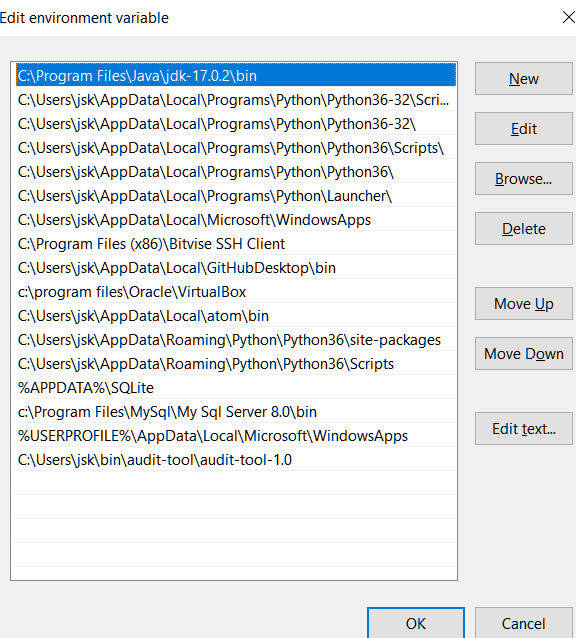 Edit environment variable
C:\Program Files\Java\jdk-17.0.2\bin
C:\Users\jsk\AppData\Local\Programs\Python\Python36-32\Scri...
C:\Users\jsk\AppData\Local\Programs\Python\Python36-32\
C:\Users\jsk\AppData\Local\Programs\Python\Python36\Scripts\
C:\Users\jsk\AppData\Local\Programs\Python\Python36\
C:\Users\jsk\AppData\Local\Programs\Python\Launcher\
C:\Users\jsk\AppData\Local\Microsoft\WindowsApps
C:\Program Files (x86)\Bitvise SSH Client
C:\Users\jsk\AppData\Local\GitHubDesktop\bin
c:\program files\Oracle\VirtualBox
C:\Users\jsk\AppData\Local\atom\bin
C:\Users\jsk\AppData\Roaming\Python\Python36\site-packages
C:\Users\jsk\AppData\Roaming\Python\Python36\Scripts
%APPDATA%\SQLite
c:\Program Files\MySql\My Sql Server 8.0\bin
%USERPROFILE%\AppData\Local\Microsoft\WindowsApps
C:\Users\jsk\bin\audit-tool\audit-tool-1.0
New
Edit
Browse...
Delete
Move Up
Move Down
Edit text...
OK
Cancel